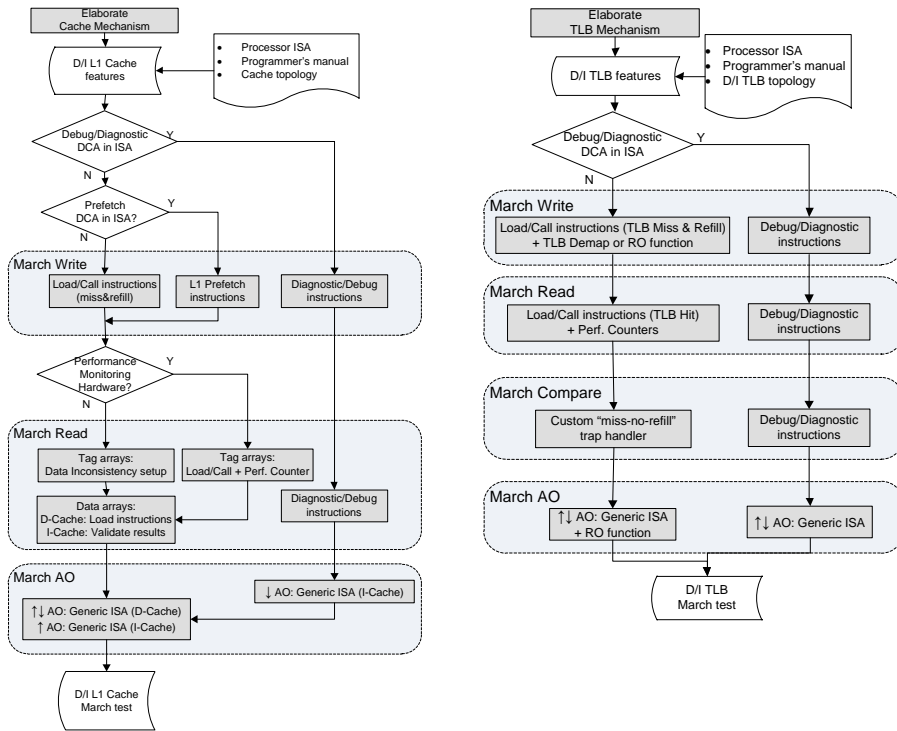 Elaborate
Cache Mechanism
D/I L1 Cache
features
• Processor ISA
• Programmer's manual
• Cache topology
Debug/Diagnostic
DCA in ISA
Y
N
Prefetch
DCA in ISA?
Y
N
March Write
Load/Call instructions
(miss&refill)
L1 Prefetch
instructions
Diagnostic/Debug
instructions
Performance
Monitoring
Hardware?
Y
N
March Read
Tag arrays:
Data Inconsistency setup
Tag arrays:
Load/Call + Perf. Counter
Data arrays:
D-Cache: Load instructions
I-Cache: Validate results
Diagnostic/Debug
instructions
March AO
↓ AO: Generic ISA (I-Cache)
↑↓ AO: Generic ISA (D-Cache)
↑ AO: Generic ISA (I-Cache)
D/I L1 Cache
March test
Elaborate
TLB Mechanism
D/I TLB features
• Processor ISA
• Programmer's manual
• D/I TLB topology
Debug/Diagnostic
DCA in ISA
Y
N
March Write
Load/Call instructions (TLB Miss & Refill)
+ TLB Demap or RO function
Debug/Diagnostic
instructions
March Read
Load/Call instructions (TLB Hit)
+ Perf. Counters
Debug/Diagnostic
instructions
March Compare
Custom “miss-no-refill”
trap handler
Debug/Diagnostic
instructions
March AO
↑↓ AO: Generic ISA
+ RO function
↑↓ AO: Generic ISA
D/I TLB
March test